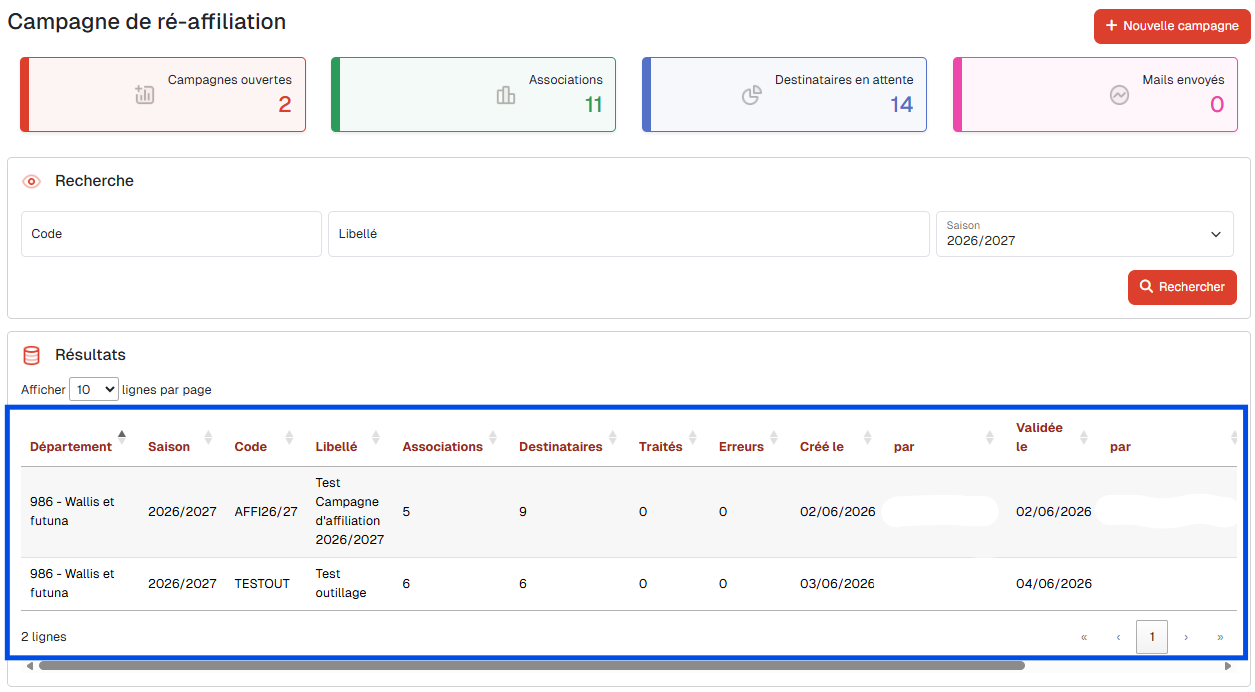 Campagne de ré-affiliation
+ Nouvelle campagne
Campagnes ouvertes
2
Associations
11
Destinataires en attente
14
Mails envoyés
0
Recherche
Code
Libellé
Saison
2026/2027
Rechercher
Résultats
Afficher 10 lignes par page
Département Saison Code Libellé Associations Destinataires Traités Erreurs Créé le par Validée le par
986 - Wallis et futuna 2026/2027 AFFI26/27 Test Campagne d'affiliation 2026/2027 5 9 0 0 02/06/2026 02/06/2026
986 - Wallis et futuna 2026/2027 TESTOUT Test outillage 6 6 0 0 03/06/2026 04/06/2026
2 lignes
« ‹ 1 › »